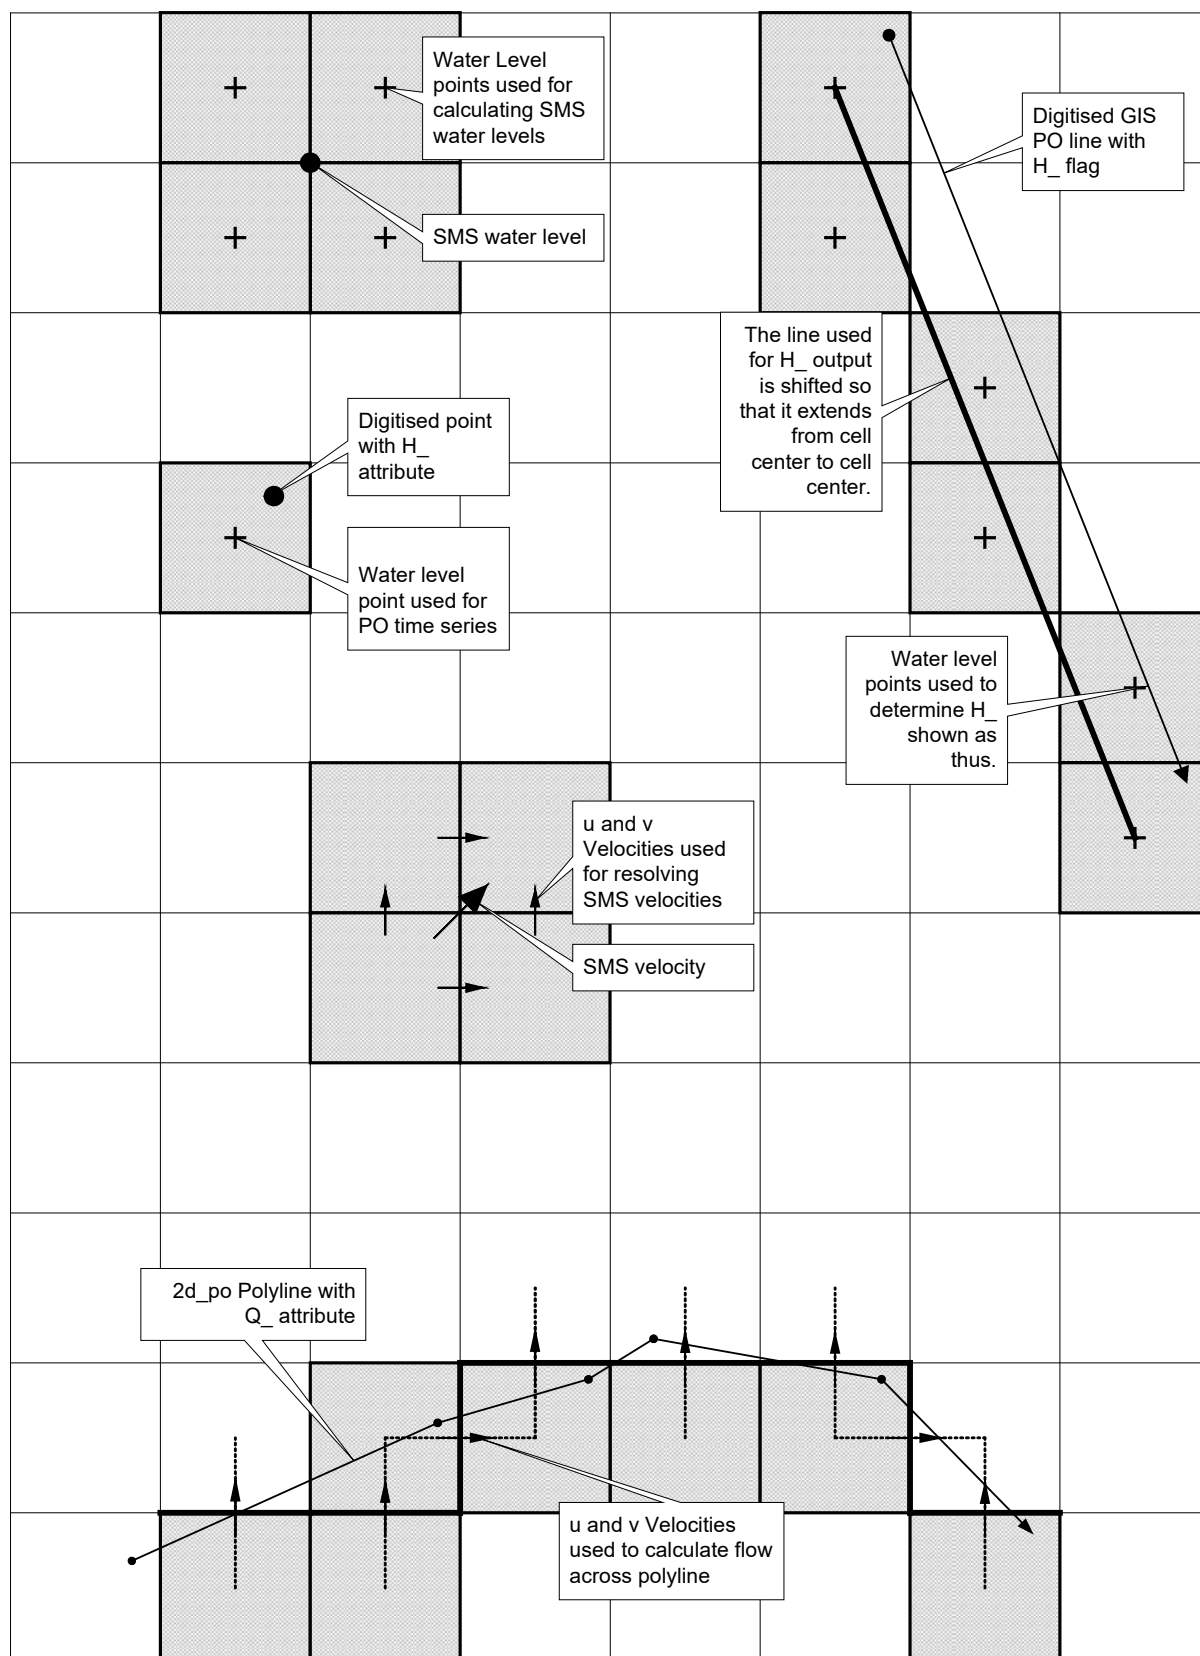 Water Level
points used for
calculating SMS
water levels
Digitised GIS
PO line with
H_ flag
SMS water level
The line used
for H_ output
is shifted so
that it extends
from cell
center to cell
center.
Digitised point
with H_
attribute
Water level
point used for
PO time series
Water level
points used to
determine H_
shown as
thus.
u and v
Velocities used
for resolving
SMS velocities
SMS velocity
2d_po Polyline with
Q_ attribute
u and v Velocities
used to calculate flow
across polyline